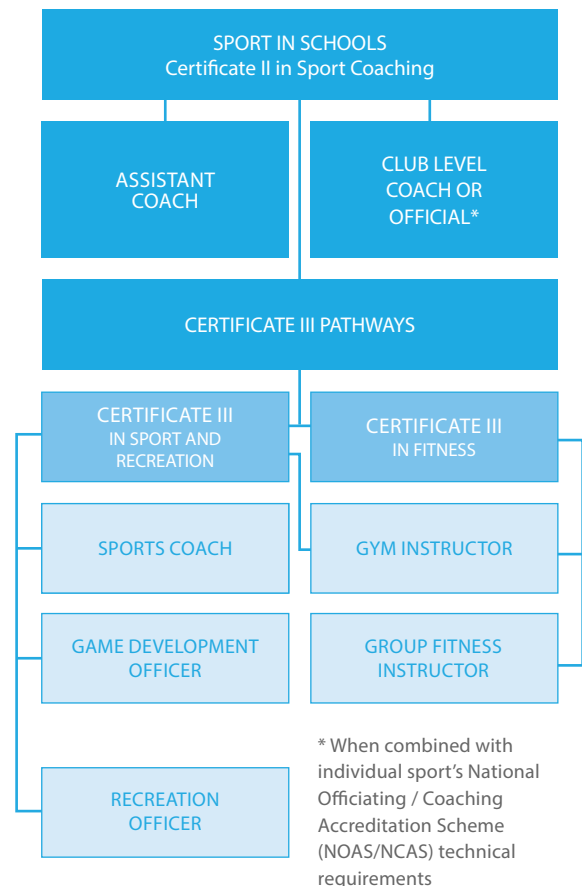 SPORT IN SCHOOLS
Certificate II in Sport Coaching
ASSISTANT
COACH
CLUB LEVEL
COACH OR
OFFICIAL*
CERTIFICATE III PATHWAYS
CERTIFICATE III
IN SPORT AND
RECREATION
CERTIFICATE III
IN FITNESS
SPORTS COACH
GYM INSTRUCTOR
GAME DEVELOPMENT
OFFICER
GROUP FITNESS
INSTRUCTOR
RECREATION
OFFICER
* When combined with
individual sport's National
Officiating / Coaching
Accreditation Scheme
(NOAS/NCAS) technical
requirements